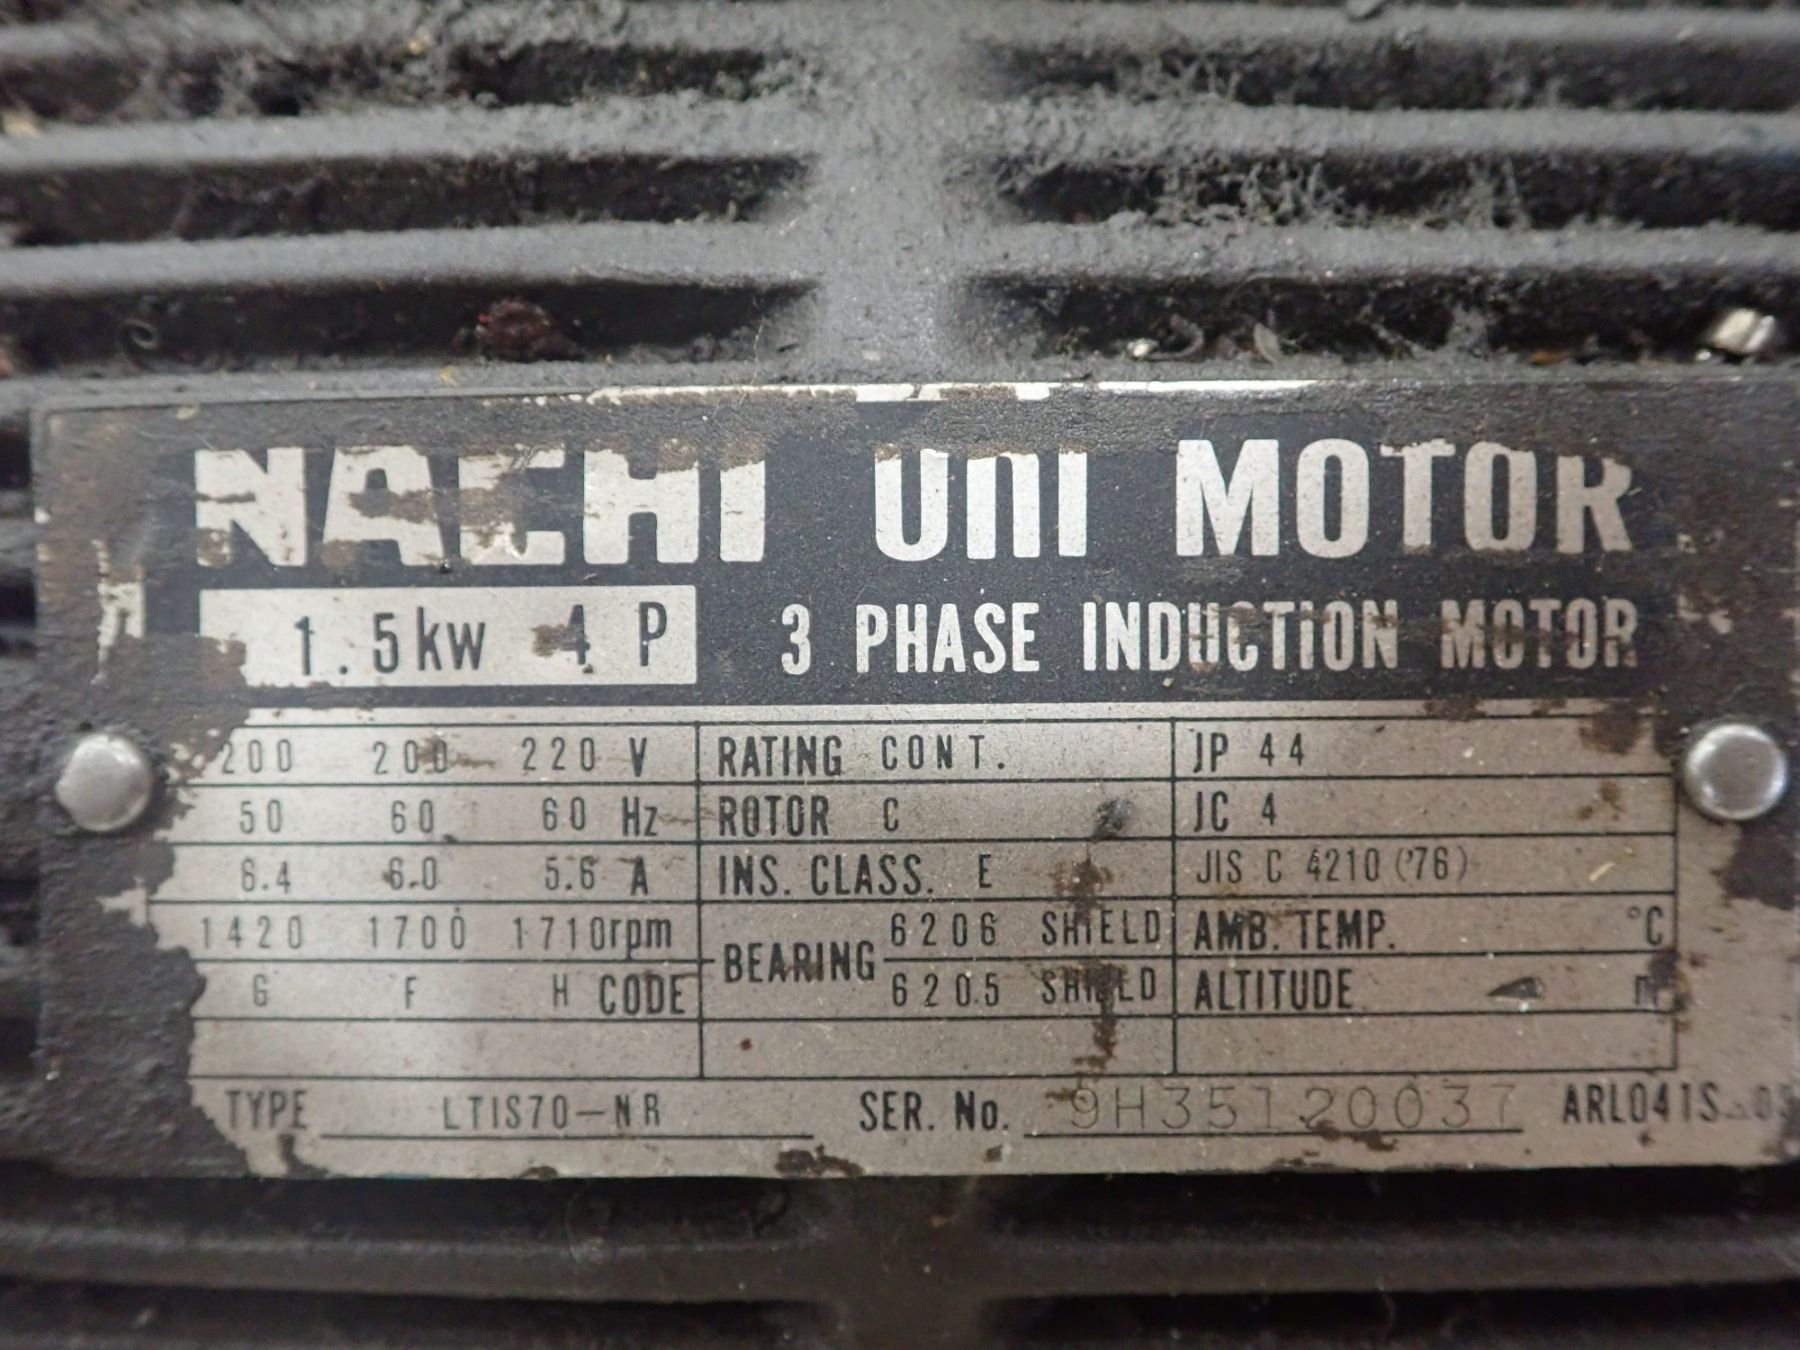 NACHI UNI MOTOR
1.5kw 4P 3 PHASE INDUCTION MOTOR
200 200 220 V RATING CONT. JP 44
50 60 60 Hz ROTOR C JC 4
6.4 6.0 5.6 A INS. CLASS. E JIS C 4210 ('76)
1420 1700 1710rpm BEARING 6206 SHIELD AMB. TEMP. °C
G F H CODE 6205 SHIELD ALTITUDE m
TYPE LTIS70-NR SER. No. 9H35120037 ARL041S